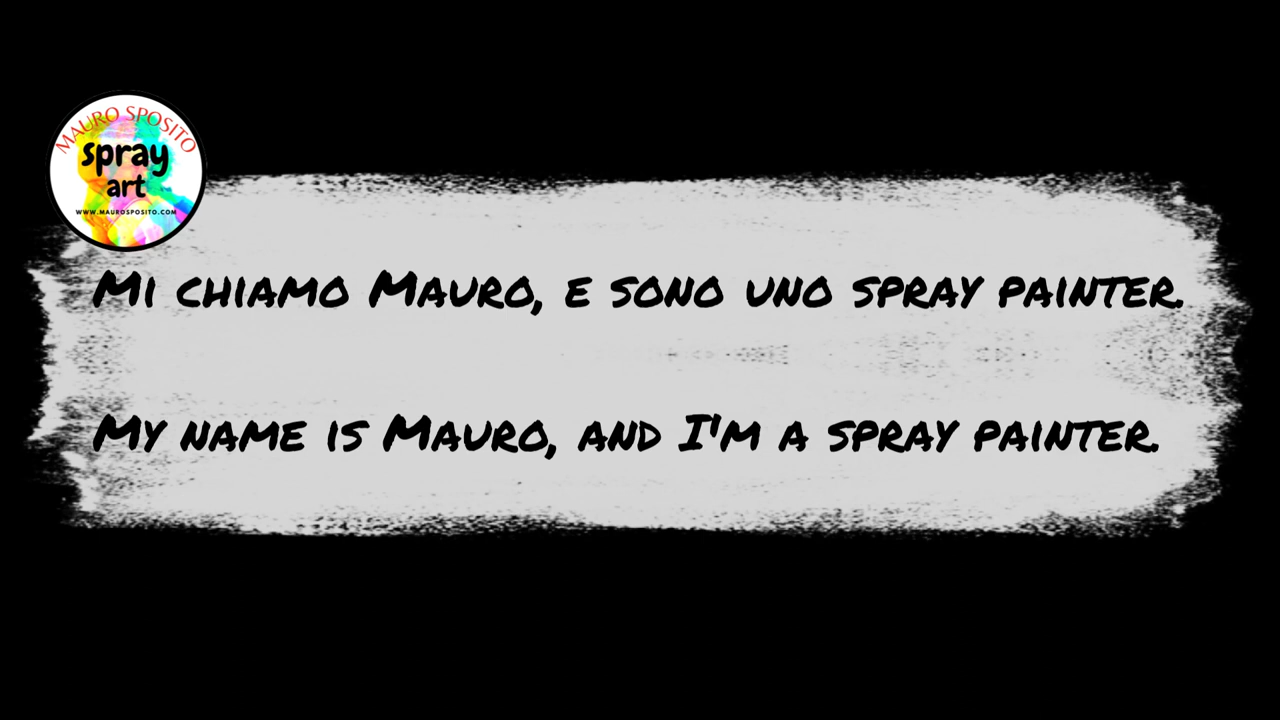 MAURO SPOSITO
spray
art
WWW.MAUROSPOSITO.COM
Mi chiamo Mauro, e sono uno spray painter.
My name is Mauro, and I'm a spray painter.